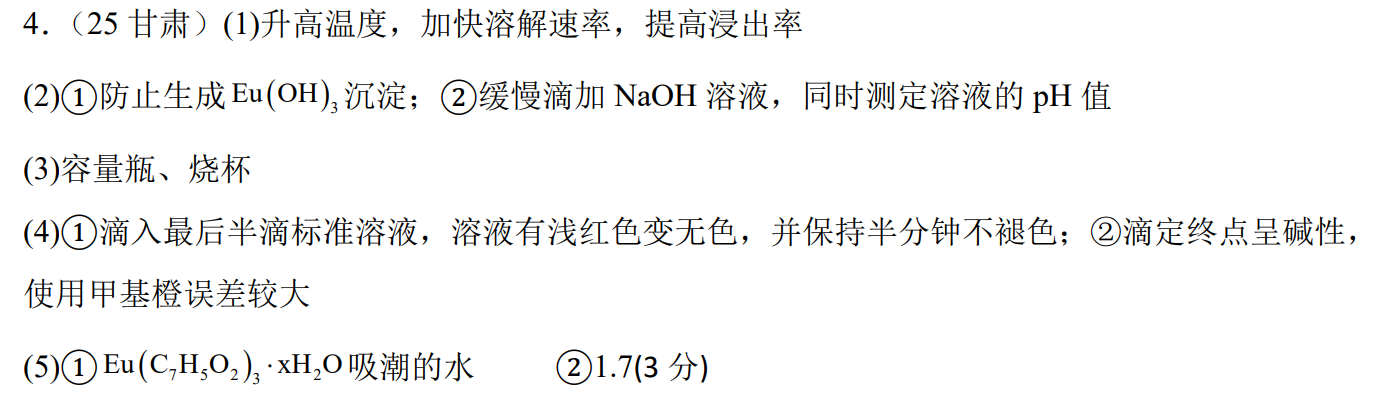 4.（25 甘肃）(1)升高温度，加快溶解速率，提高浸出率
(2)①防止生成 Eu(OH)₃ 沉淀；②缓慢滴加 NaOH 溶液，同时测定溶液的 pH 值
(3)容量瓶、烧杯
(4)①滴入最后半滴标准溶液，溶液有浅红色变无色，并保持半分钟不褪色；②滴定终点呈碱性，
使用甲基橙误差较大
(5)① Eu(C₇H₅O₂)₃·xH₂O 吸潮的水 ②1.7(3 分)